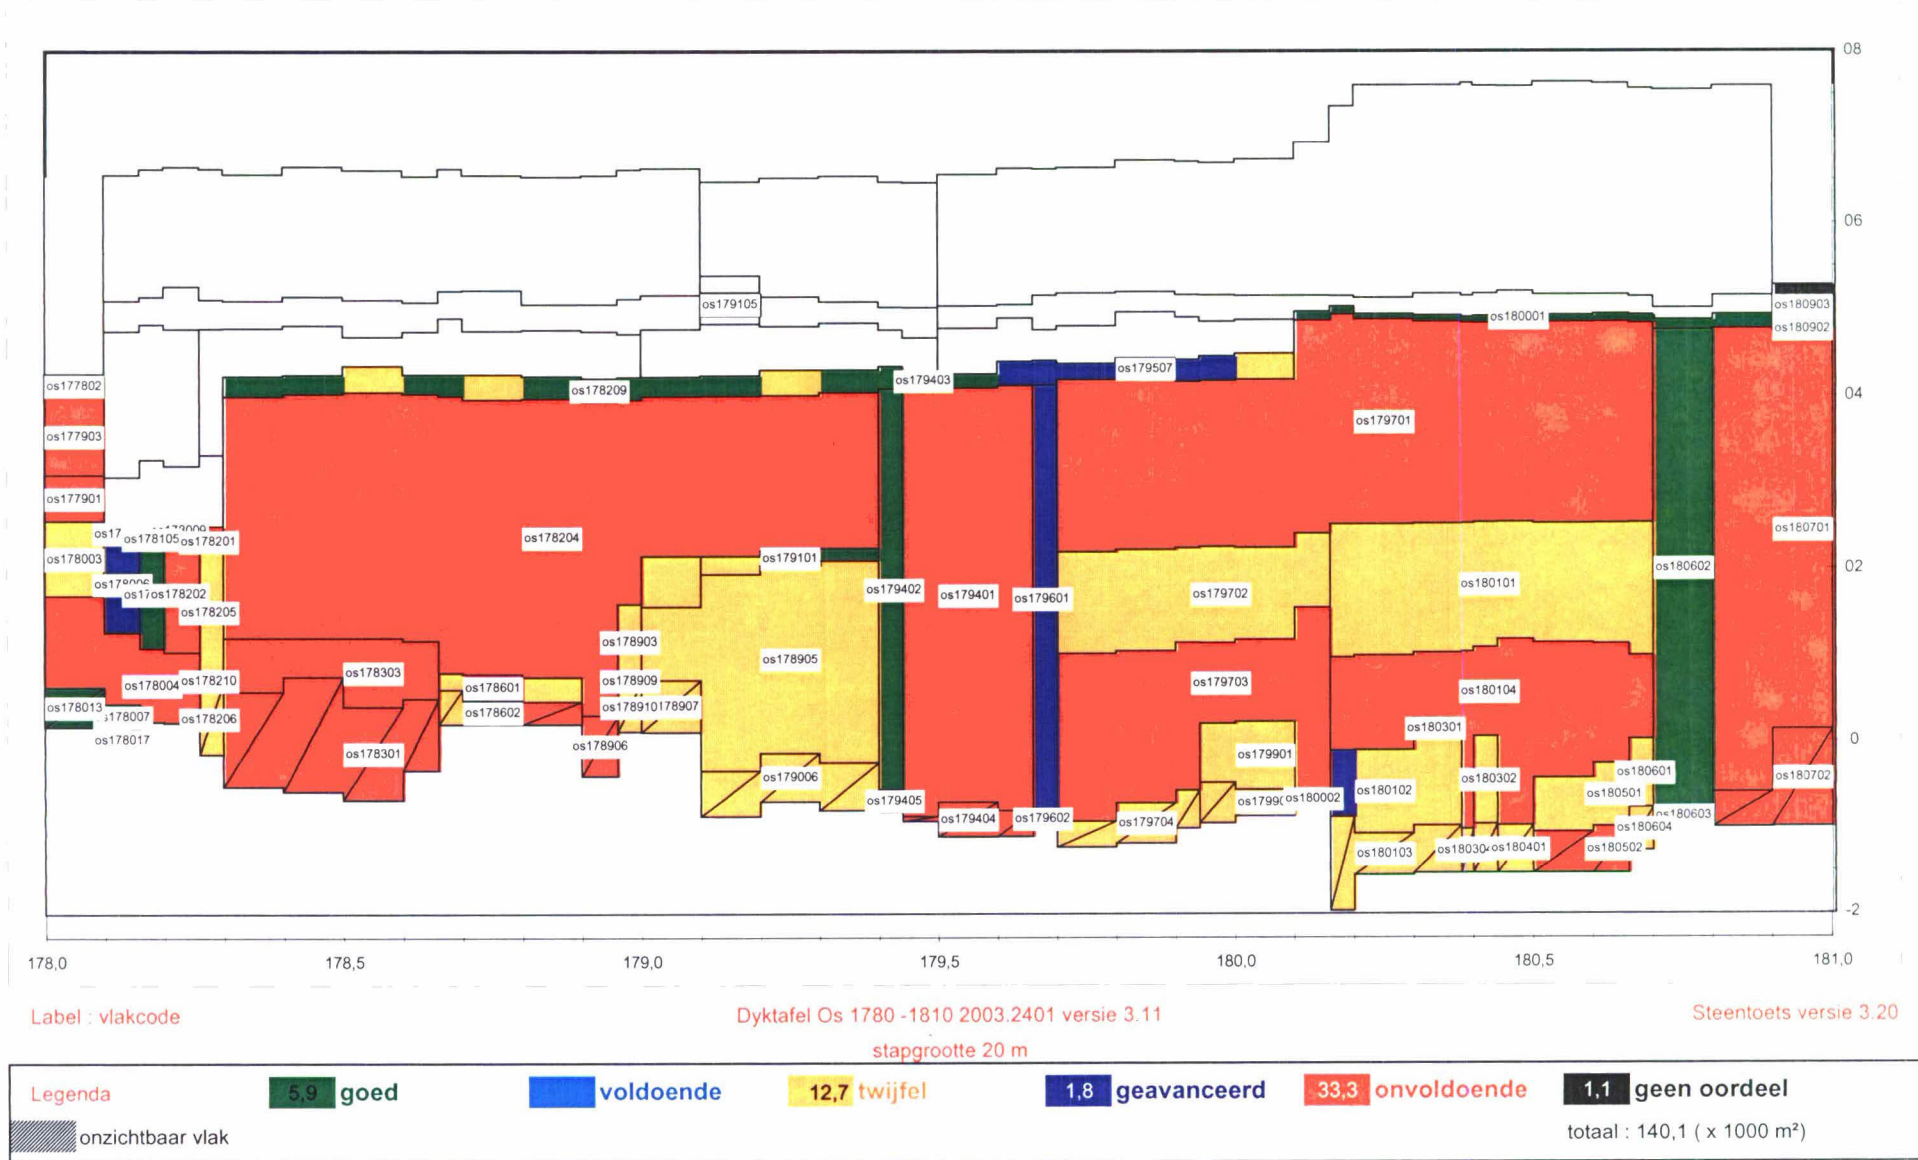 08
06
os179105
os180903
os180001
os180902
os179507
os177802
os179403
os178209
04
os179701
os177903
os177901
os17
os178105
os178201
os178204
os180701
os178003
os179101
os180602
02
os180101
os178202
os179402
os179401
os179601
os179702
os178205
os178903
os178905
os178303
os178004
os178210
os178601
os178909
os179703
os180104
os178013
os178007
os178206
os178602
os178910
178907
os180301
0
os178017
os178906
os178301
os179006
os179901
os180302
os180601
os180702
os180102
os180501
os179405
os180002
os179404
os179602
os179704
os180603
os180604
os180103
os180401
os180502
-2
178,0 178,5 179,0 179,5 180,0 180,5 181,0
Label : vlakcode Dyktafel Os 1780 -1810 2003.2401 versie 3.11 Steentoets versie 3.20
stapgrootte 20 m
Legenda 5,9 goed voldoende 12,7 twijfel 1,8 geavanceerd 33,3 onvoldoende 1,1 geen oordeel
onzichtbaar vlak totaal : 140,1 ( x 1000 m²)